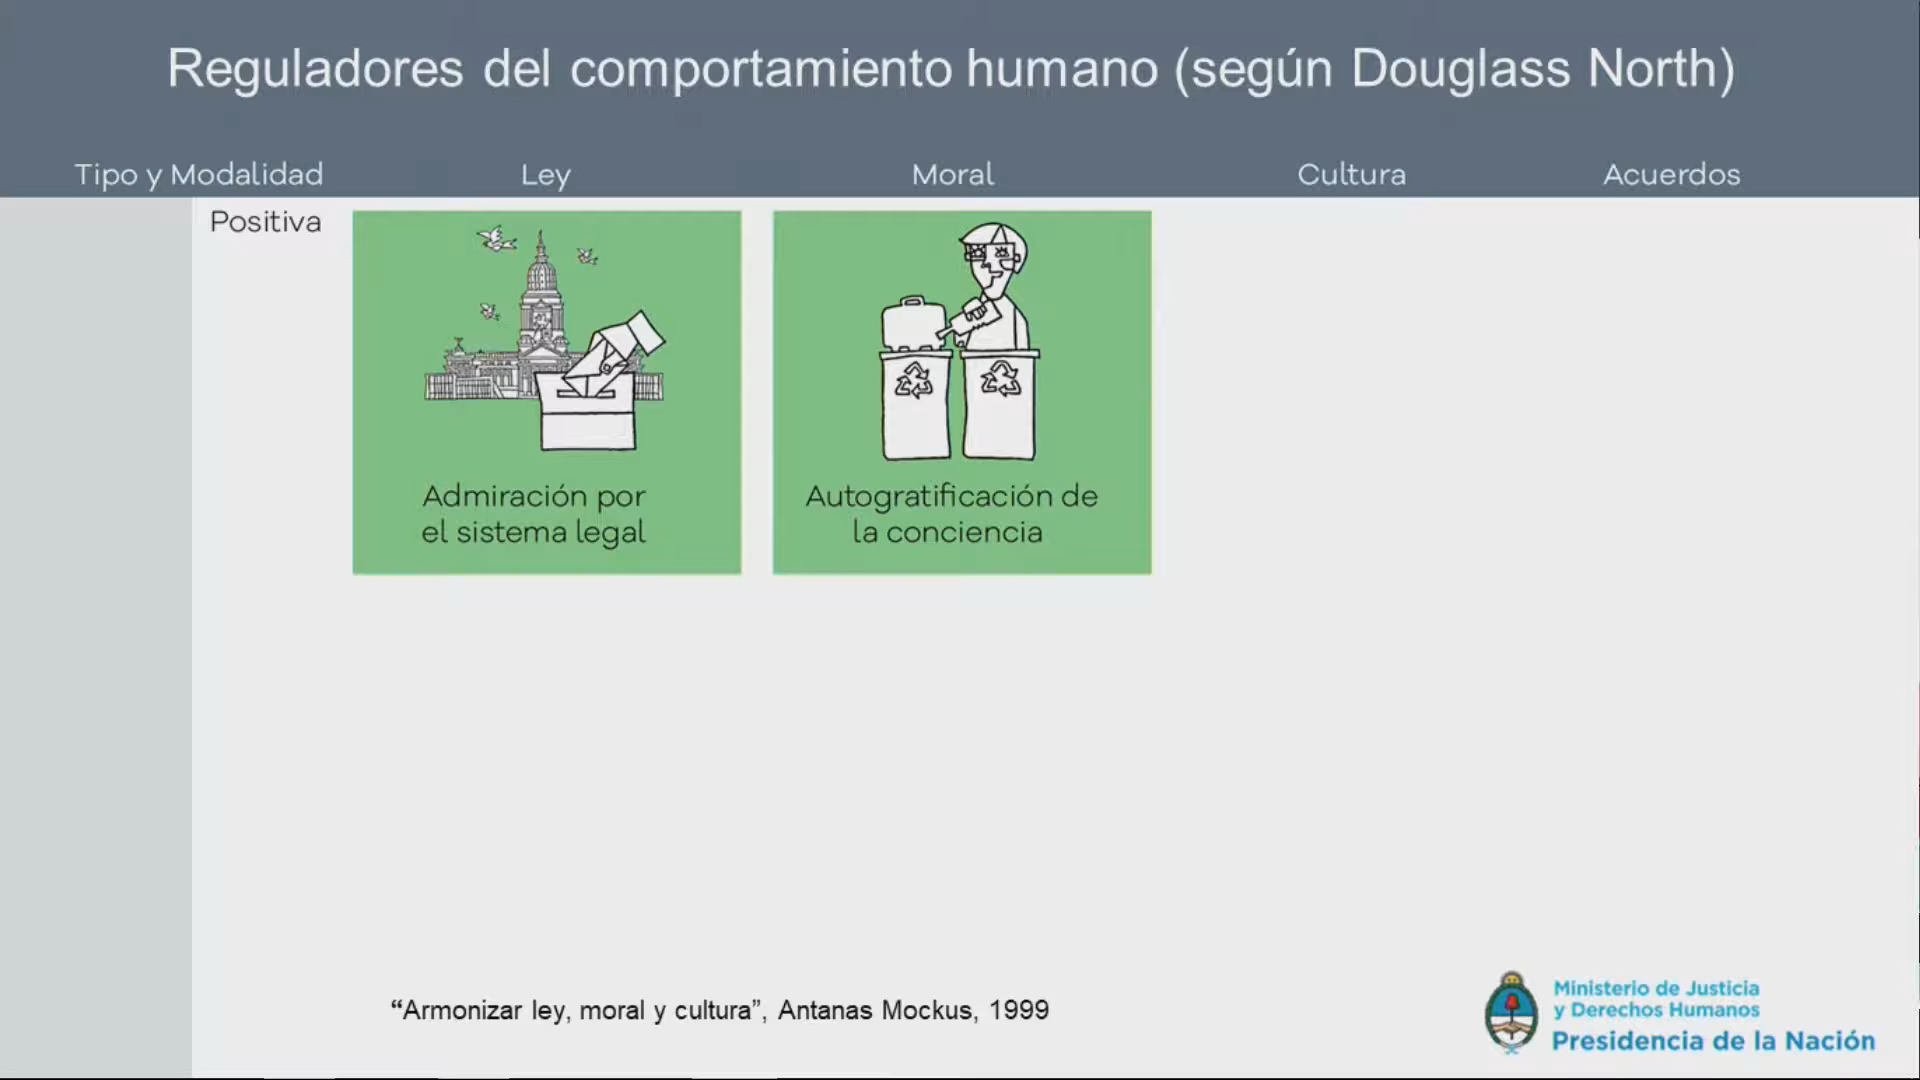 Reguladores del comportamiento humano (según Douglass North)
Tipo y Modalidad Ley Moral Cultura Acuerdos
Positiva
Admiración por
el sistema legal
Autogratificación de
la conciencia
“Armonizar ley, moral y cultura”, Antanas Mockus, 1999
Ministerio de Justicia
y Derechos Humanos
Presidencia de la Nación